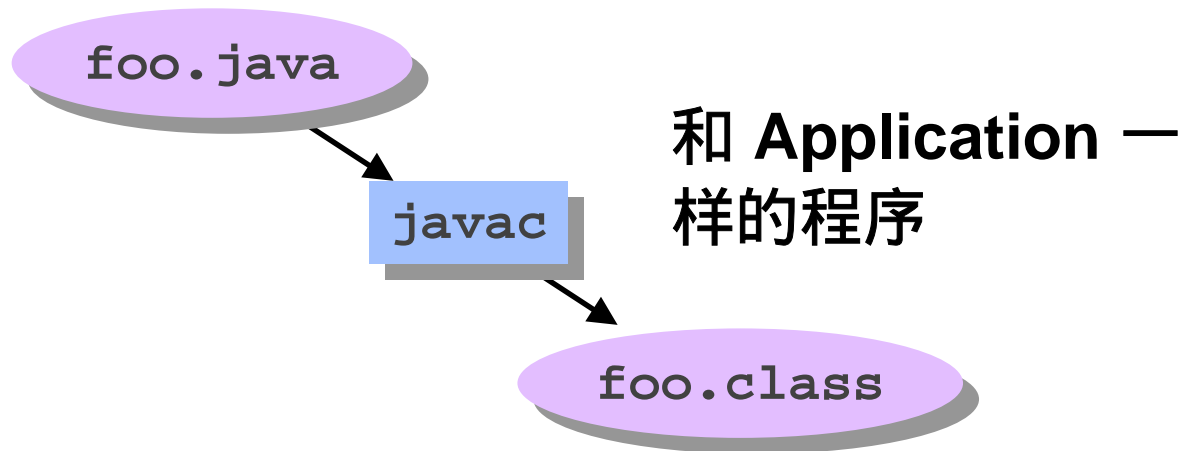 foo.java
和 Application 一
样的程序
javac
foo.class